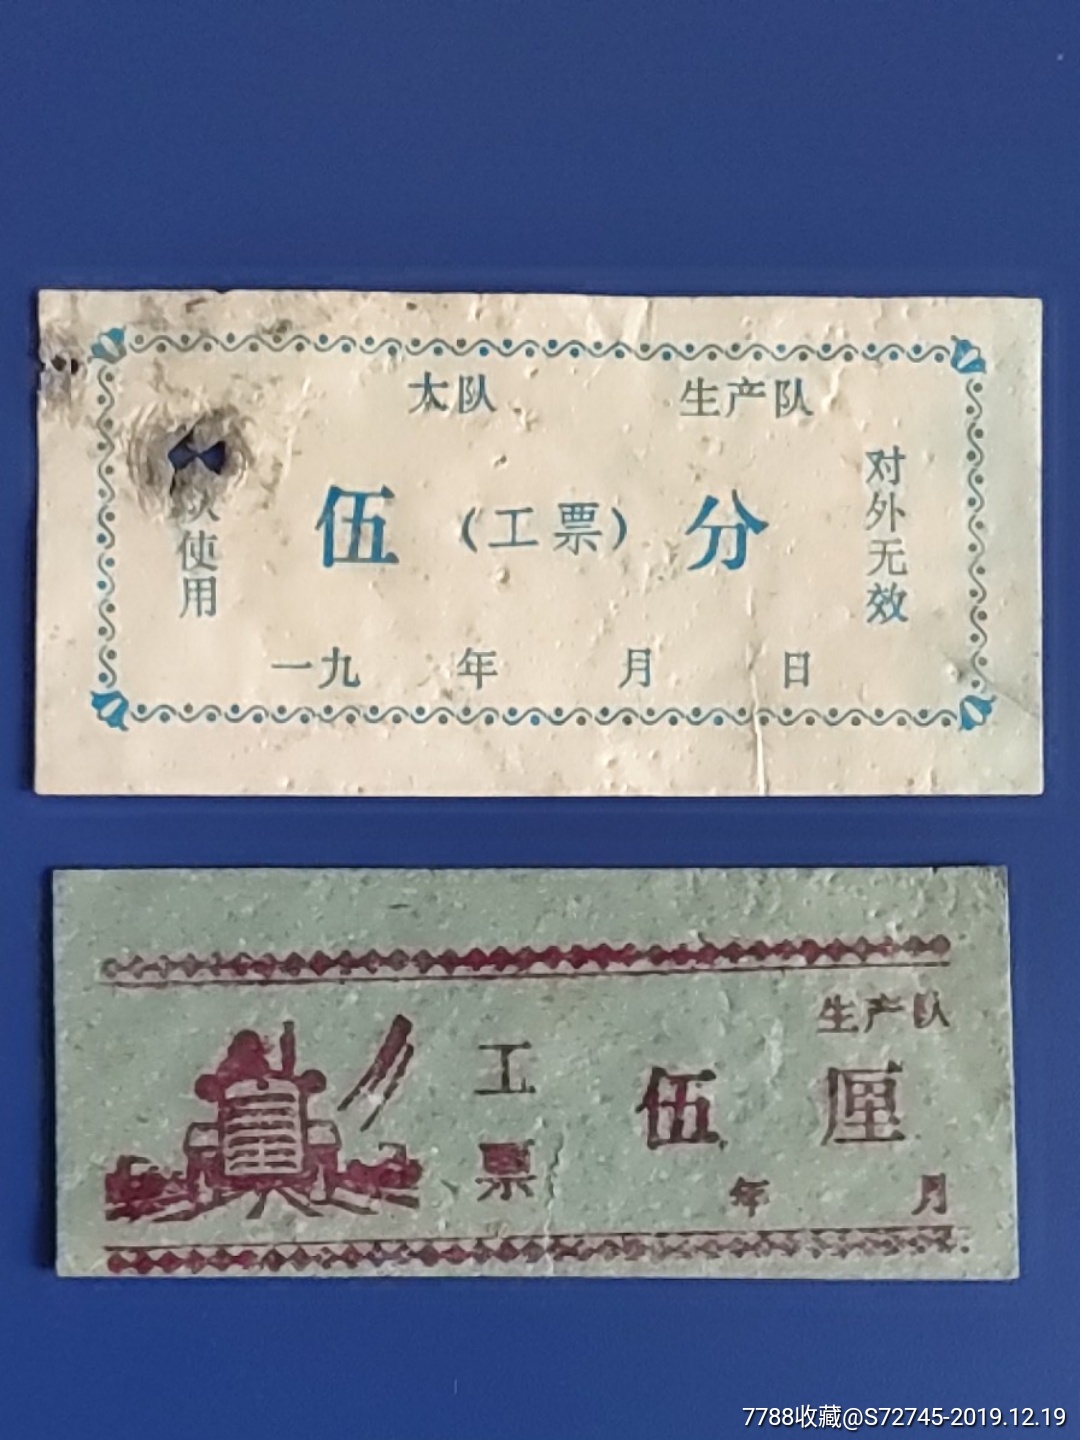 大队 生产队
队使用
伍(工票)分
对外无效
一九 年 月 日
生产队
工票
伍厘
年 月
7788收藏@S72745-2019.12.19